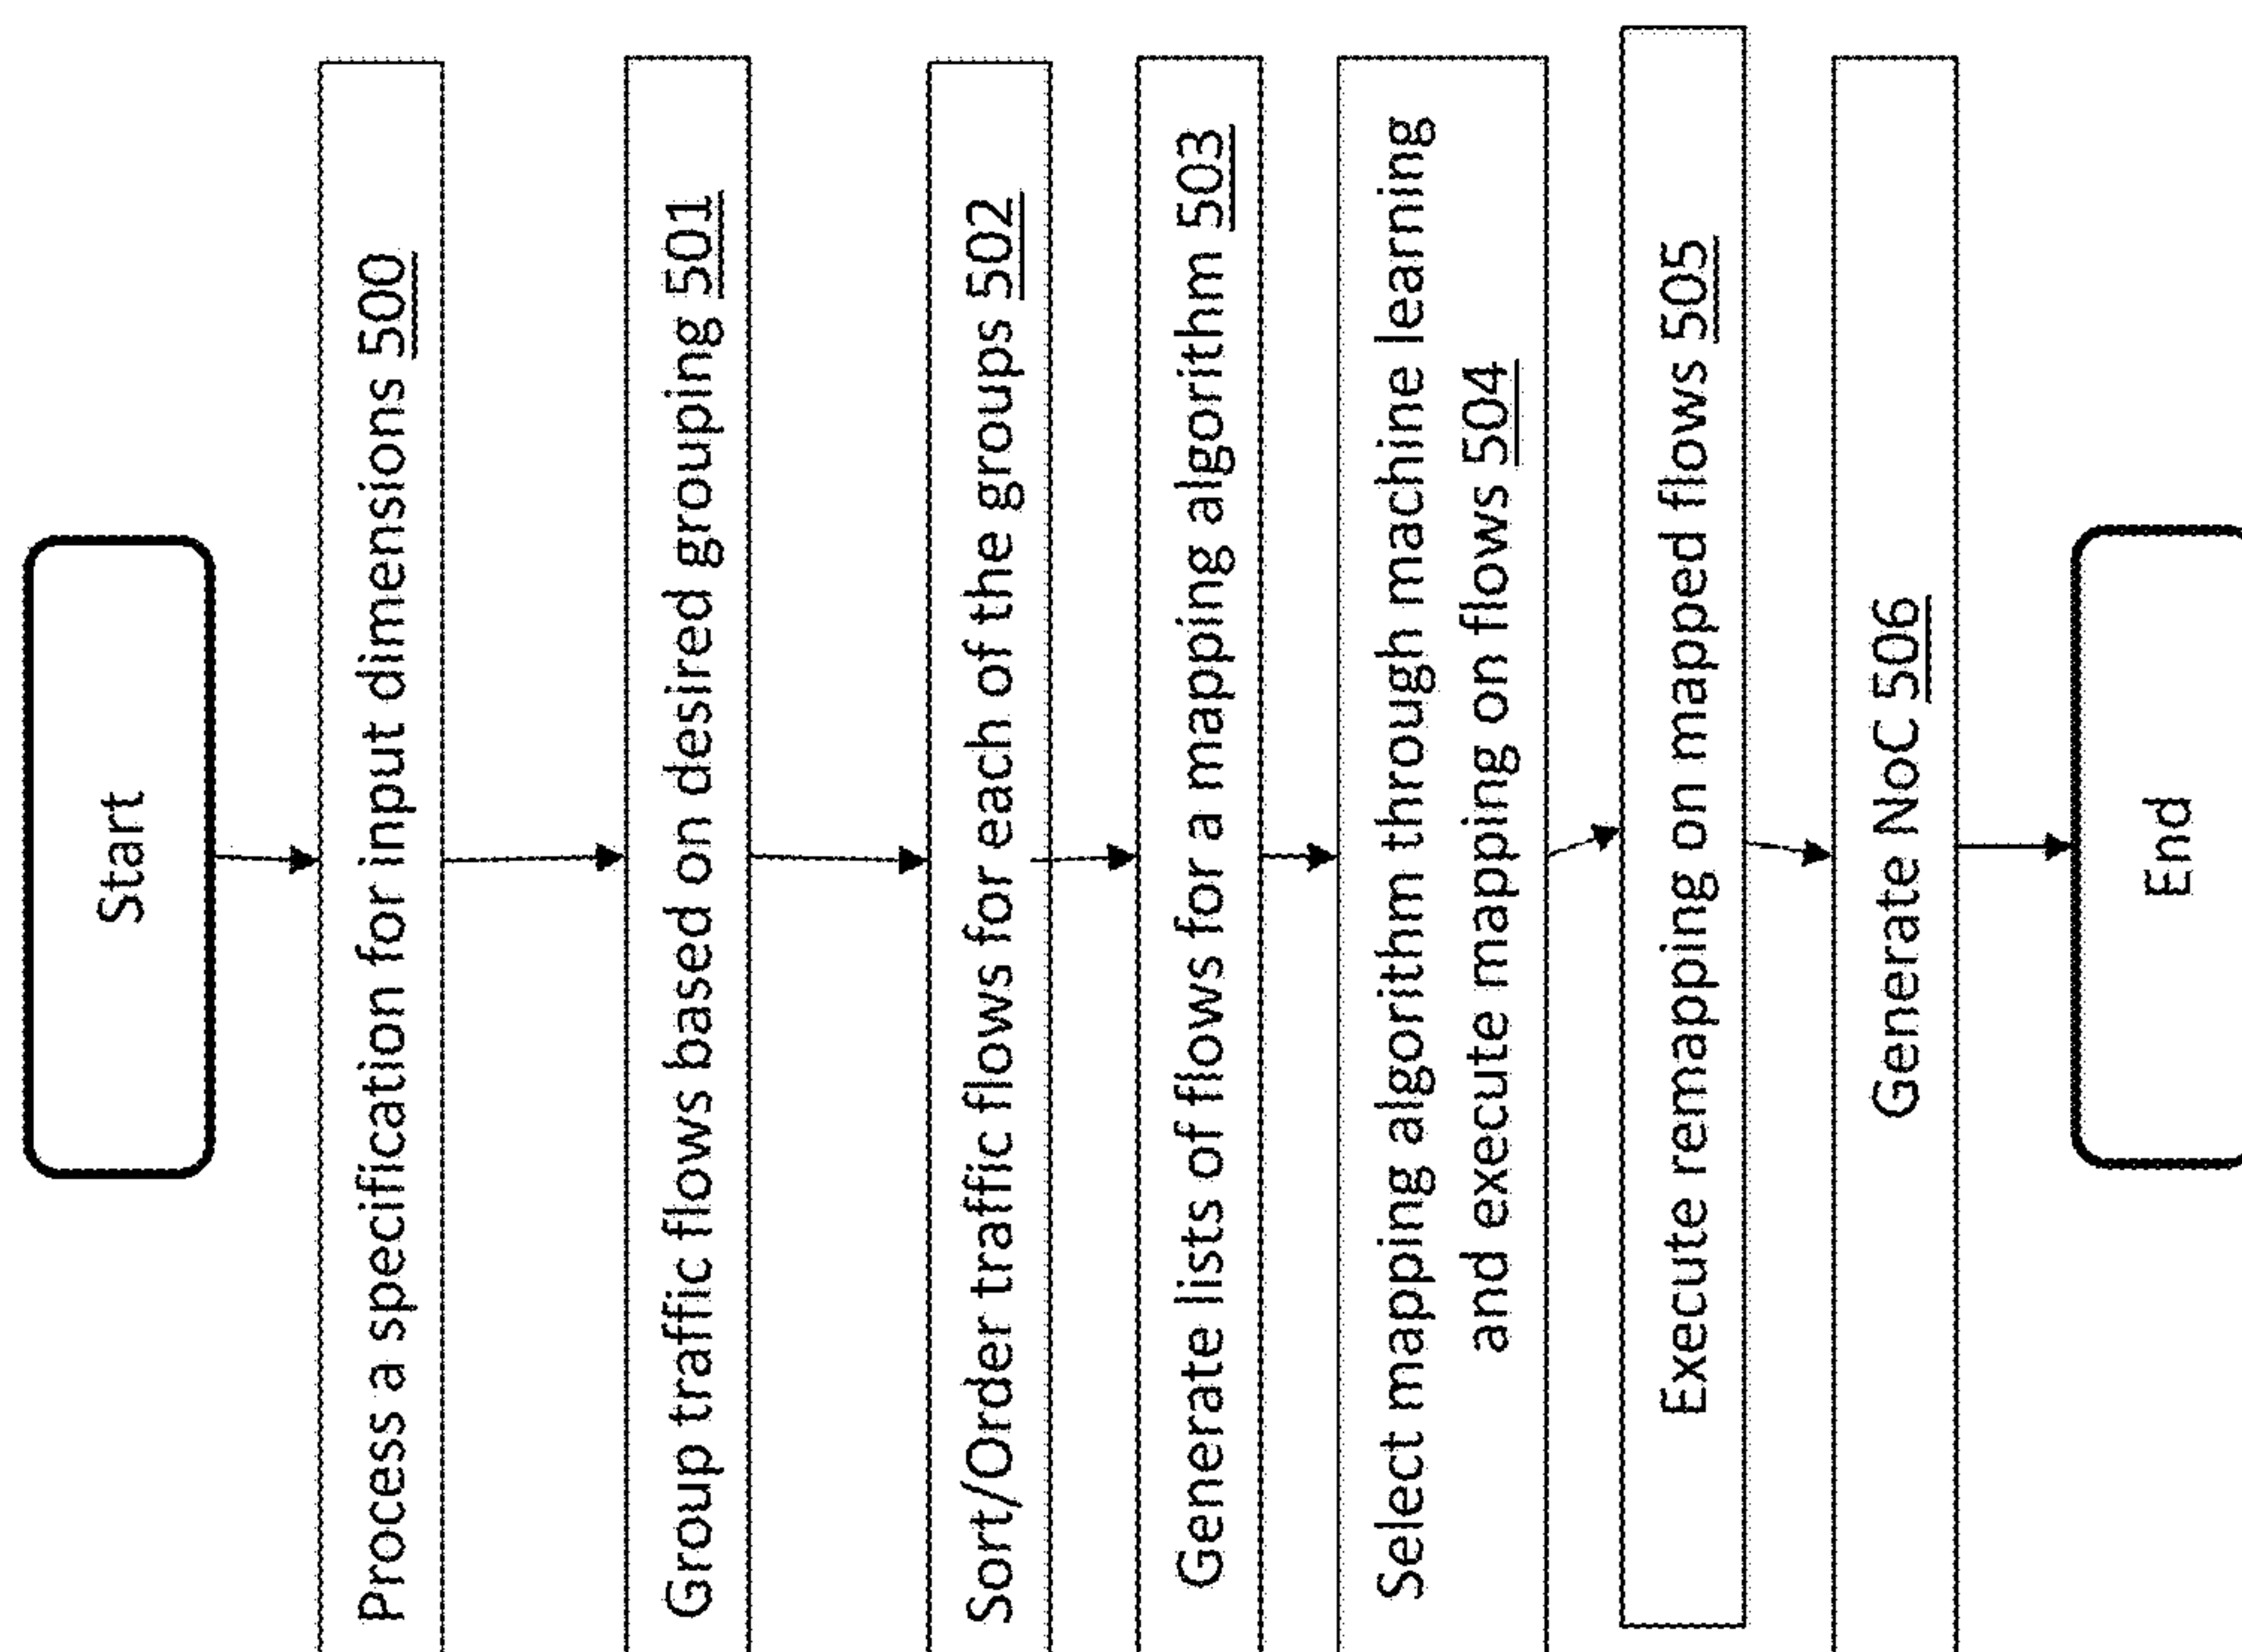 Start
Process a specification for input dimensions 500
Group traffic flows based on desired grouping 501
Sort/Order traffic flows for each of the groups 502
Generate lists of flows for a mapping algorithm 503
Select mapping algorithm through machine learning
and execute mapping on flows 504
Execute remapping on mapped flows 505
Generate NoC 506
End